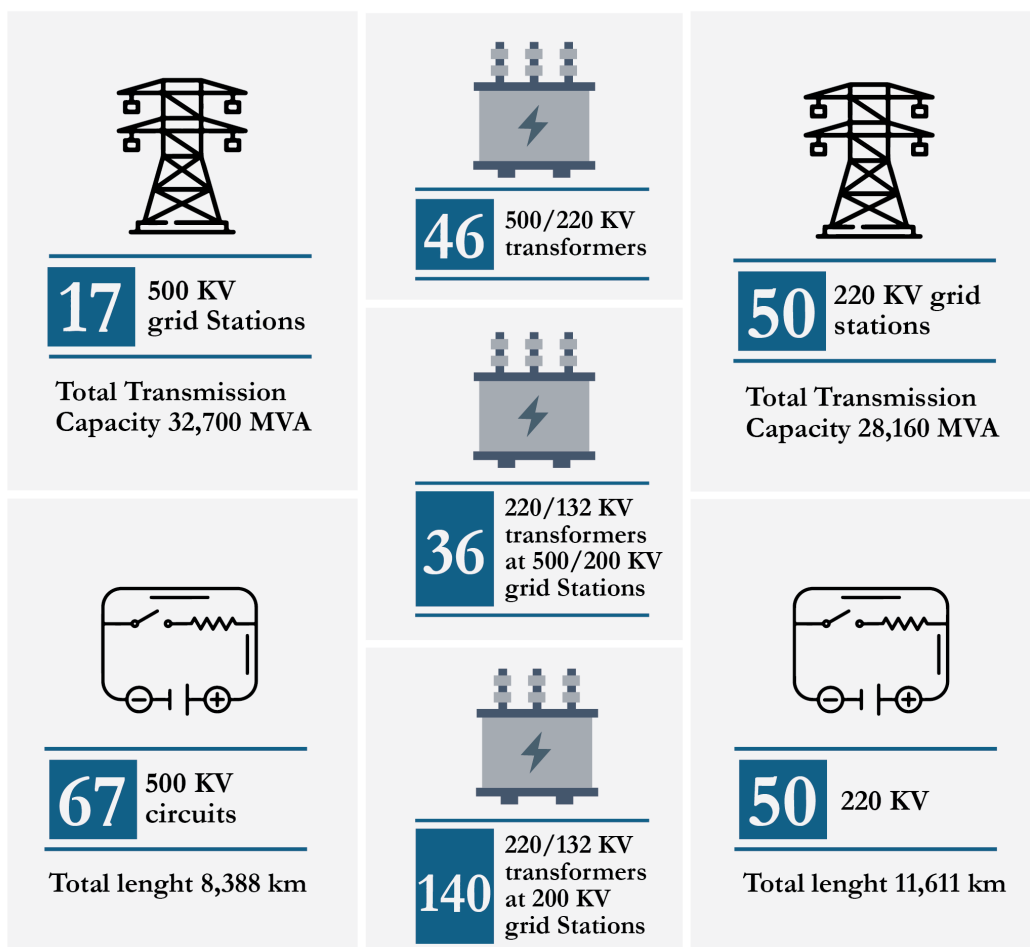 17
500 KV
grid Stations
Total Transmission
Capacity 32,700 MVA
46
500/220 KV
transformers
50
220 KV grid
stations
Total Transmission
Capacity 28,160 MVA
36
220/132 KV
transformers
at 500/200 KV
grid Stations
67
500 KV
circuits
Total lenght 8,388 km
140
220/132 KV
transformers
at 200 KV
grid Stations
50
220 KV
Total lenght 11,611 km